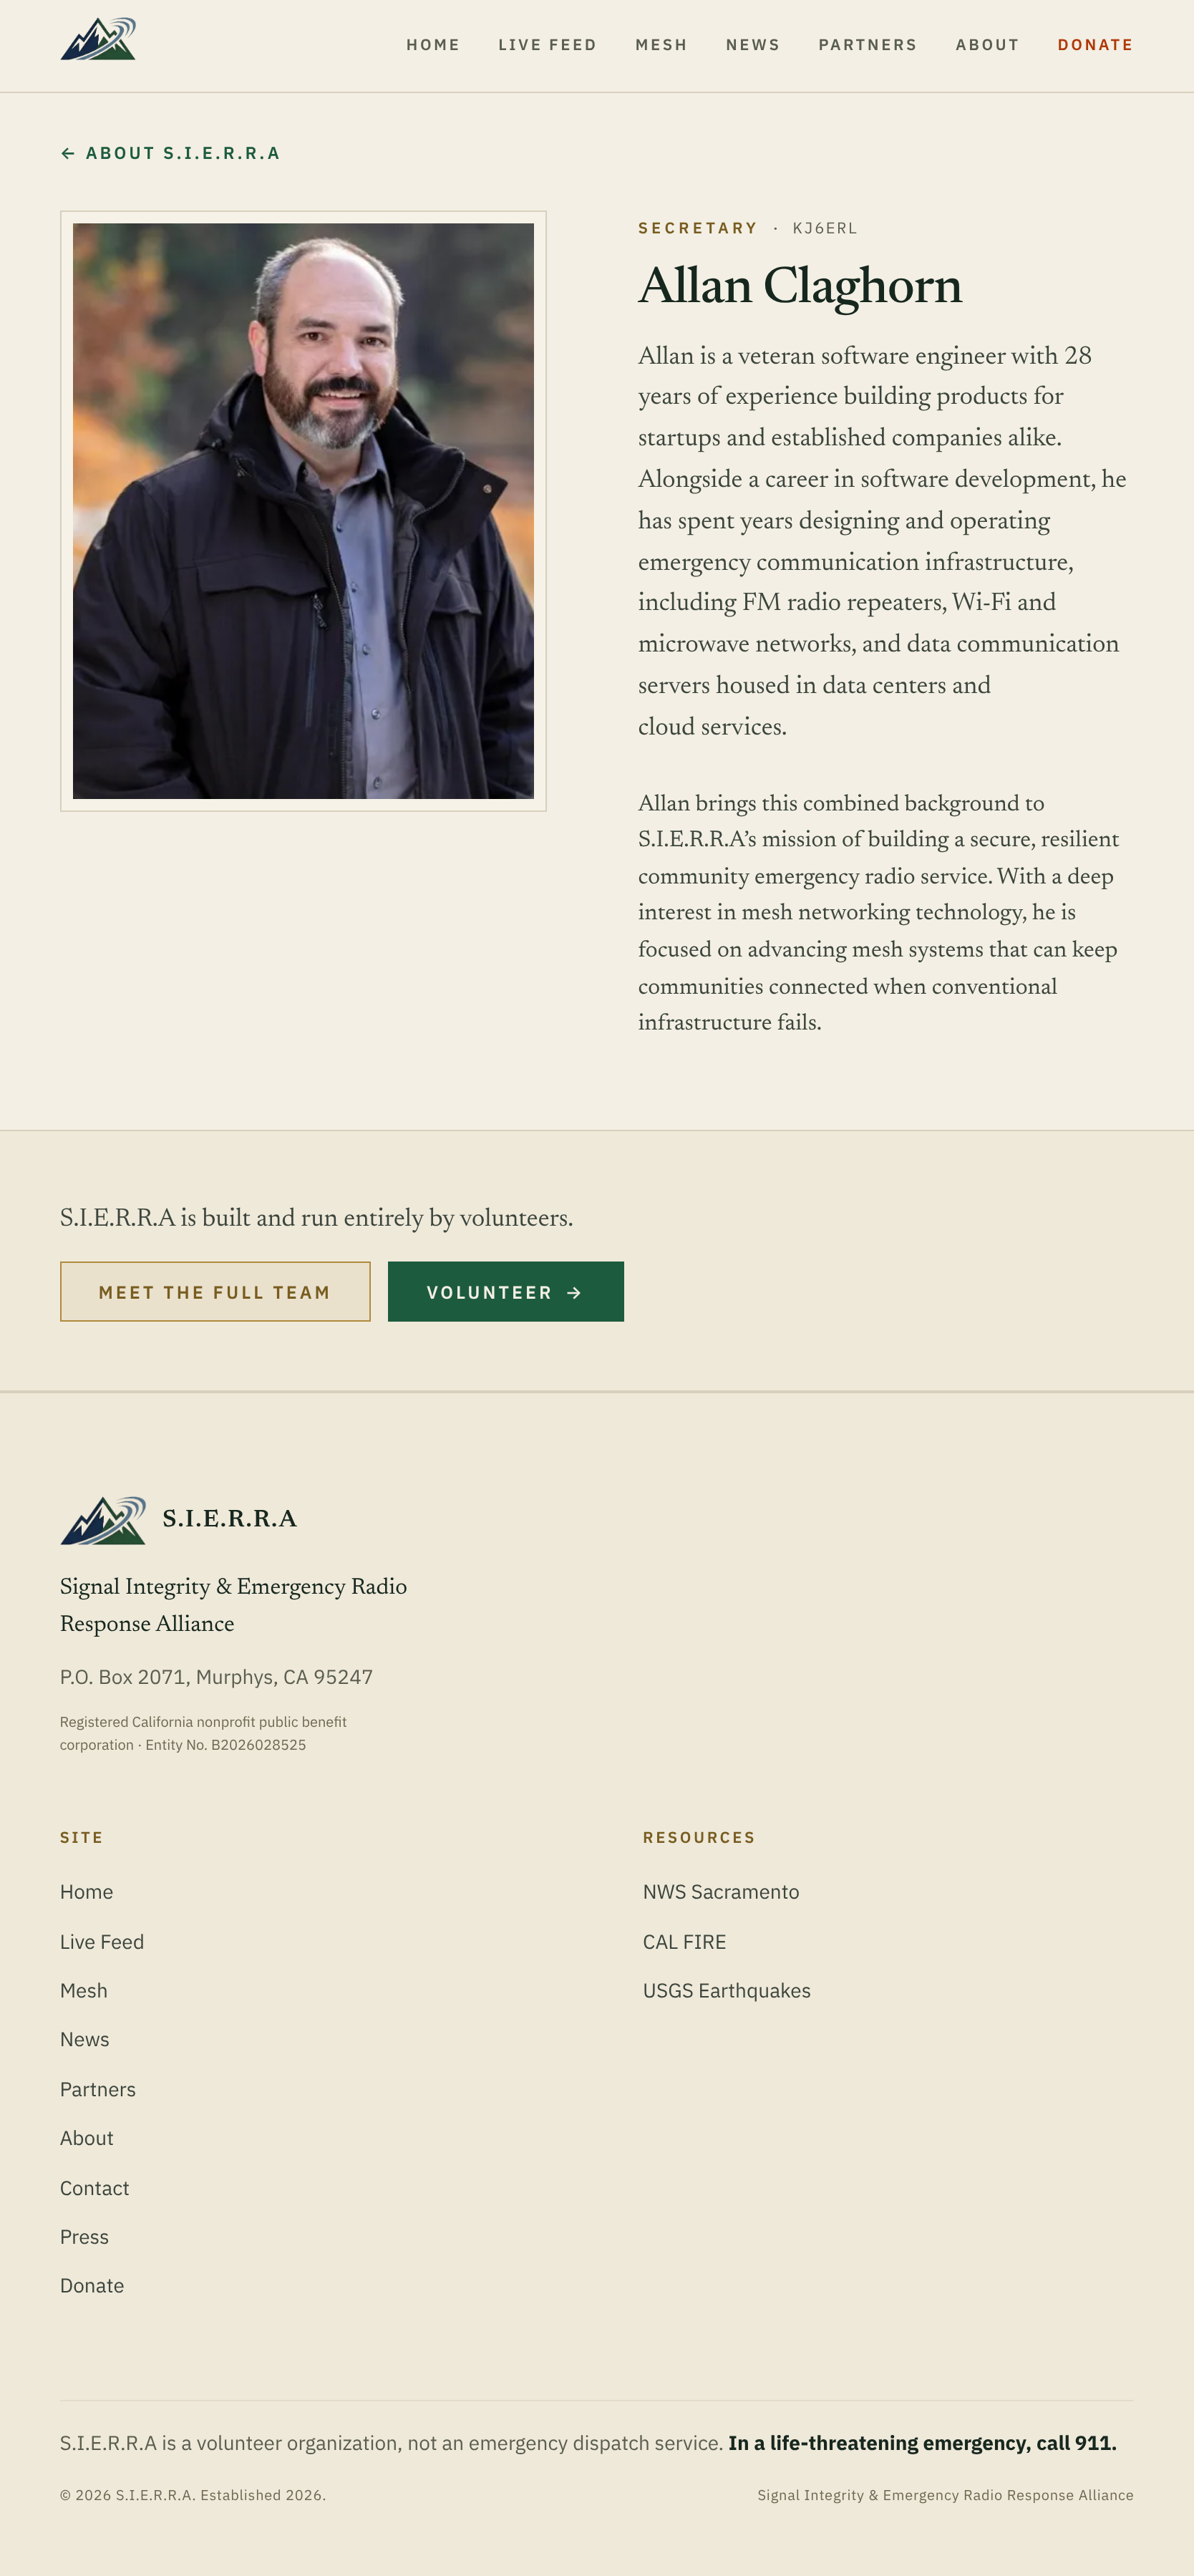 HOME LIVE FEED MESH NEWS PARTNERS ABOUT DONATE
← ABOUT S.I.E.R.R.A
SECRETARY · KJ6ERL
Allan Claghorn
Allan is a veteran software engineer with 28
years of experience building products for
startups and established companies alike.
Alongside a career in software development, he
has spent years designing and operating
emergency communication infrastructure,
including FM radio repeaters, Wi-Fi and
microwave networks, and data communication
servers housed in data centers and
cloud services.
Allan brings this combined background to
S.I.E.R.R.A’s mission of building a secure, resilient
community emergency radio service. With a deep
interest in mesh networking technology, he is
focused on advancing mesh systems that can keep
communities connected when conventional
infrastructure fails.
S.I.E.R.R.A is built and run entirely by volunteers.
MEET THE FULL TEAM
VOLUNTEER →
S.I.E.R.R.A
Signal Integrity & Emergency Radio
Response Alliance
P.O. Box 2071, Murphys, CA 95247
Registered California nonprofit public benefit
corporation · Entity No. B2026028525
SITE
Home
Live Feed
Mesh
News
Partners
About
Contact
Press
Donate
RESOURCES
NWS Sacramento
CAL FIRE
USGS Earthquakes
S.I.E.R.R.A is a volunteer organization, not an emergency dispatch service. In a life-threatening emergency, call 911.
© 2026 S.I.E.R.R.A. Established 2026.
Signal Integrity & Emergency Radio Response Alliance